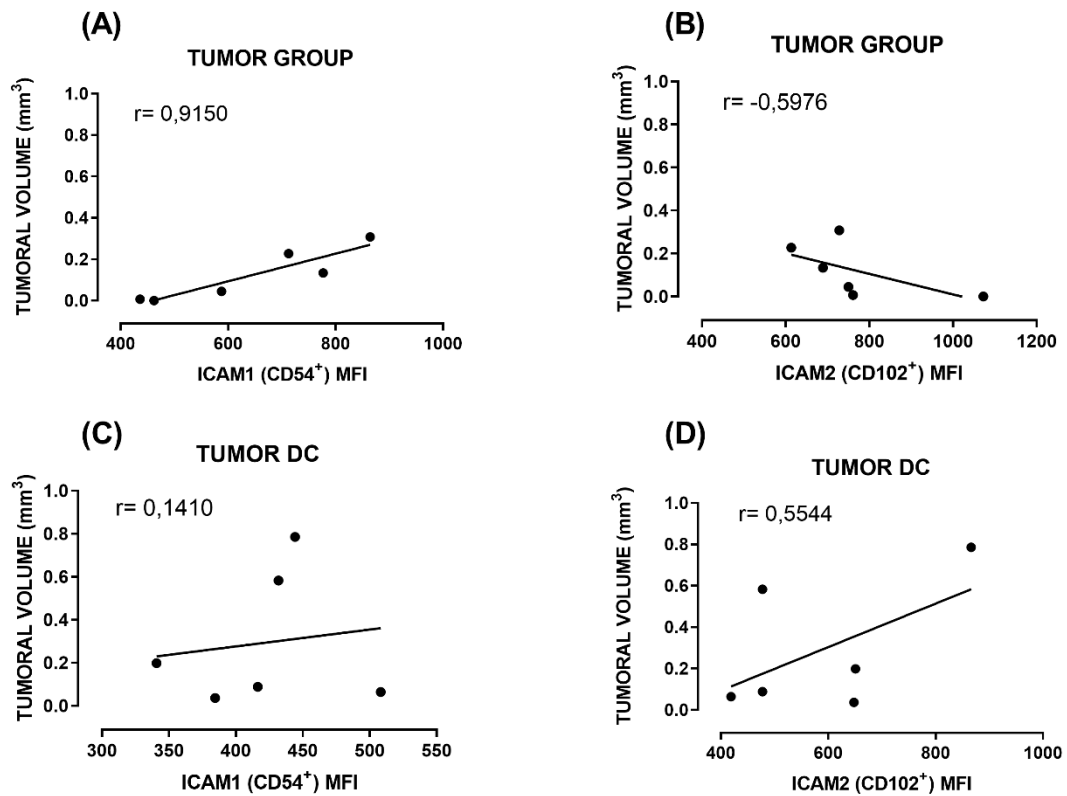 (A)
TUMOR GROUP
r= 0,9150
TUMORAL VOLUME (mm³)
1.0
0.8
0.6
0.4
0.2
0.0
400 600 800 1000
ICAM1 (CD54⁺) MFI
(B)
TUMOR GROUP
r= -0,5976
TUMORAL VOLUME (mm³)
1.0
0.8
0.6
0.4
0.2
0.0
400 600 800 1000 1200
ICAM2 (CD102⁺) MFI
(C)
TUMOR DC
r= 0,1410
TUMORAL VOLUME (mm³)
1.0
0.8
0.6
0.4
0.2
0.0
300 350 400 450 500 550
ICAM1 (CD54⁺) MFI
(D)
TUMOR DC
r= 0,5544
TUMORAL VOLUME (mm³)
1.0
0.8
0.6
0.4
0.2
0.0
400 600 800 1000
ICAM2 (CD102⁺) MFI